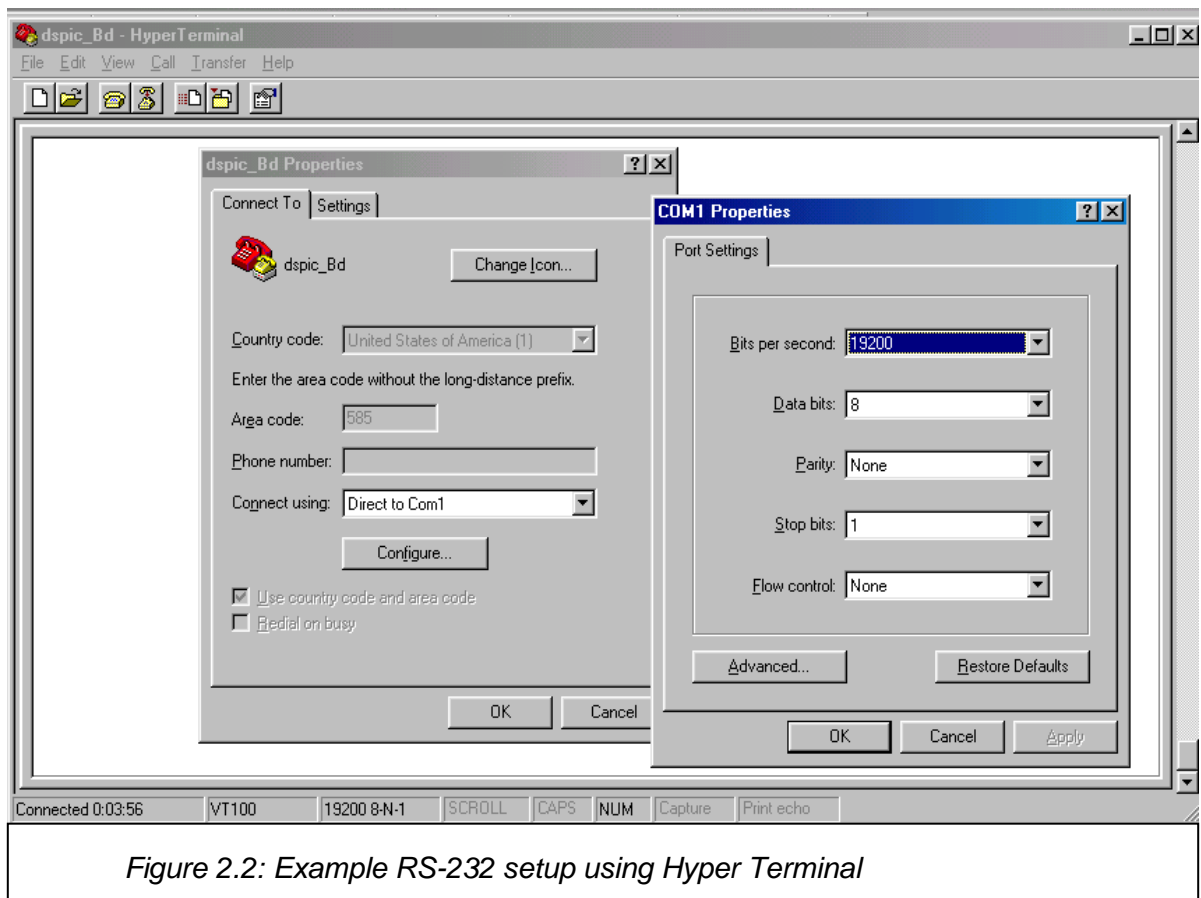 dspic_Bd - HyperTerminal
File Edit View Call Transfer Help
dspic_Bd Properties
Connect To Settings
dspic_Bd
Change Icon...
Country code: United States of America (1)
Enter the area code without the long-distance prefix.
Area code: 585
Phone number:
Connect using: Direct to Com1
Configure...
Use country code and area code
Redial on busy
OK Cancel
COM1 Properties
Port Settings
Bits per second: 19200
Data bits: 8
Parity: None
Stop bits: 1
Flow control: None
Advanced... Restore Defaults
OK Cancel Apply
Connected 0:03:56 VT100 19200 8-N-1 SCROLL CAPS NUM Capture Print echo
Figure 2.2: Example RS-232 setup using Hyper Terminal